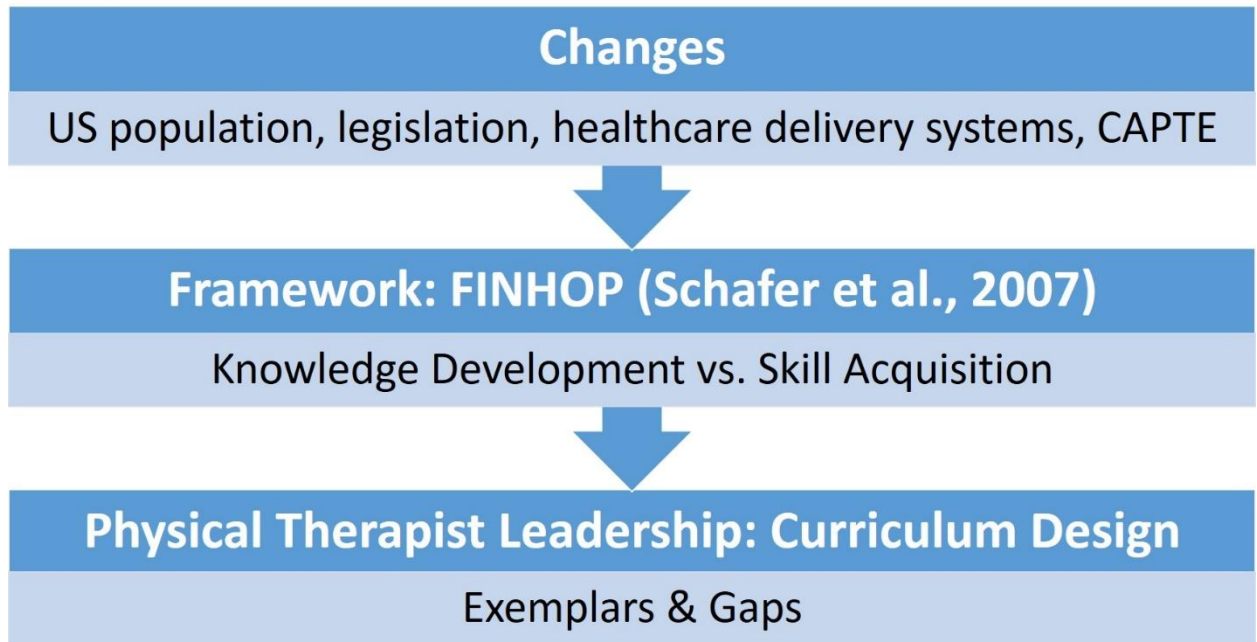 Changes
US population, legislation, healthcare delivery systems, CAPTE
Framework: FINHOP (Schafer et al., 2007)
Knowledge Development vs. Skill Acquisition
Physical Therapist Leadership: Curriculum Design
Exemplars & Gaps